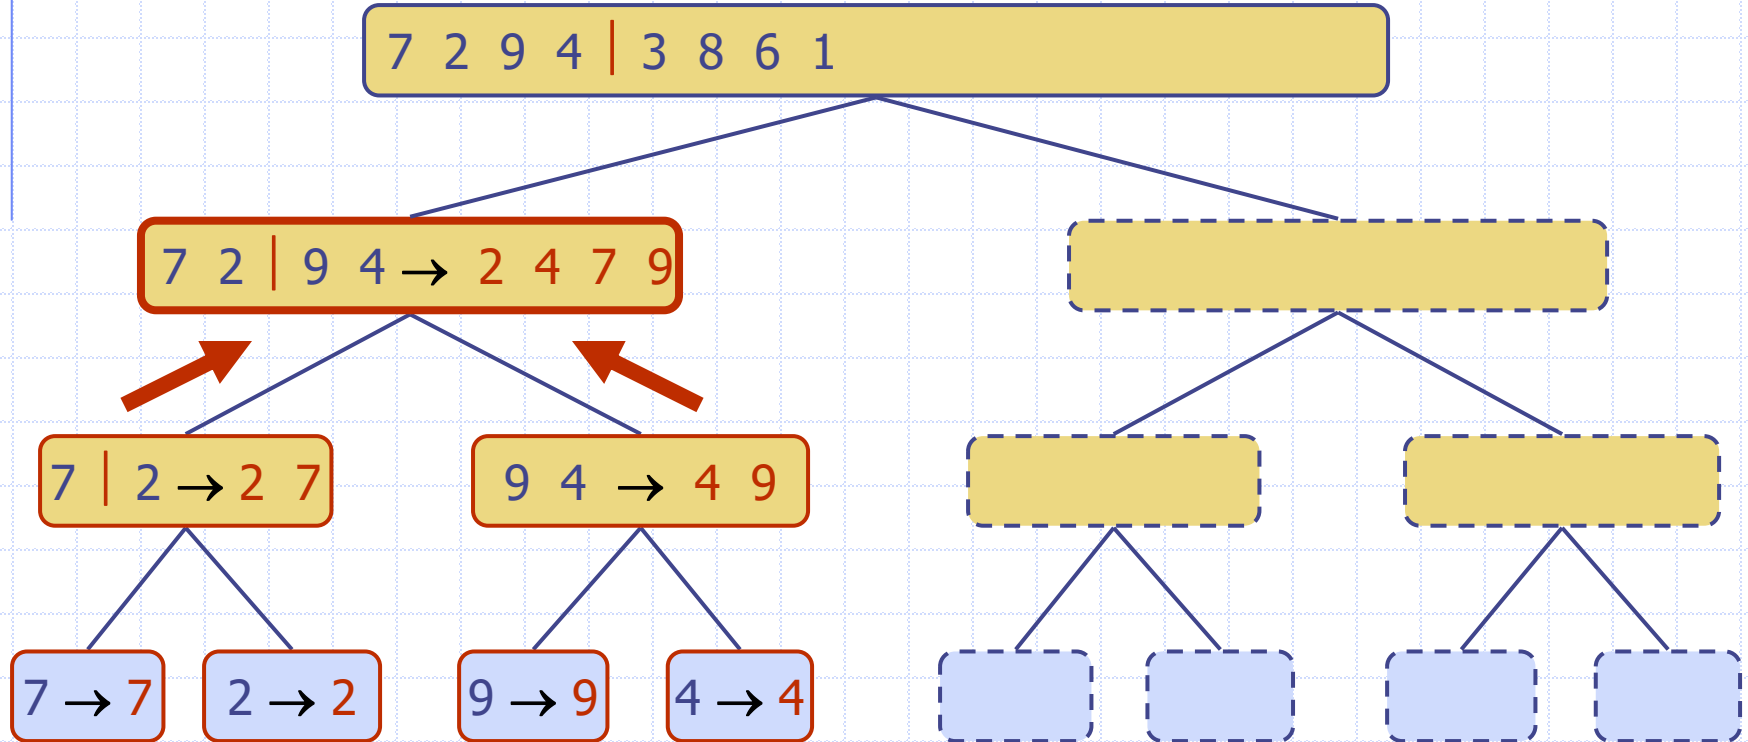 7 2 9 4 | 3 8 6 1
7 2 | 9 4 → 2 4 7 9
7 | 2 → 2 7
9 4 → 4 9
7 → 7
2 → 2
9 → 9
4 → 4